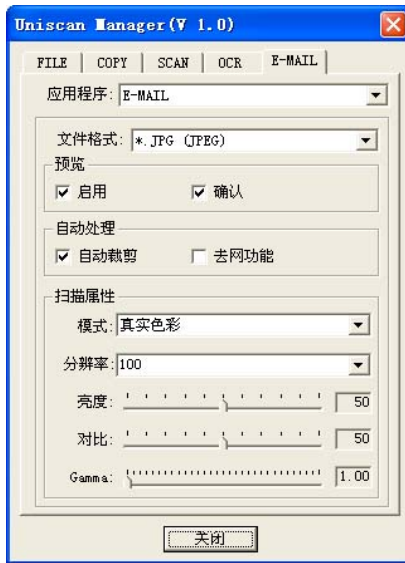 Uniscan Manager(V 1.0)
FILE COPY SCAN OCR E-MAIL
应用程序: E-MAIL
文件格式: *.JPG (JPEG)
预览
启用 确认
自动处理
自动裁剪 去网功能
扫描属性
模式: 真实色彩
分辨率: 100
亮度: 50
对比: 50
Gamma: 1.00
关闭